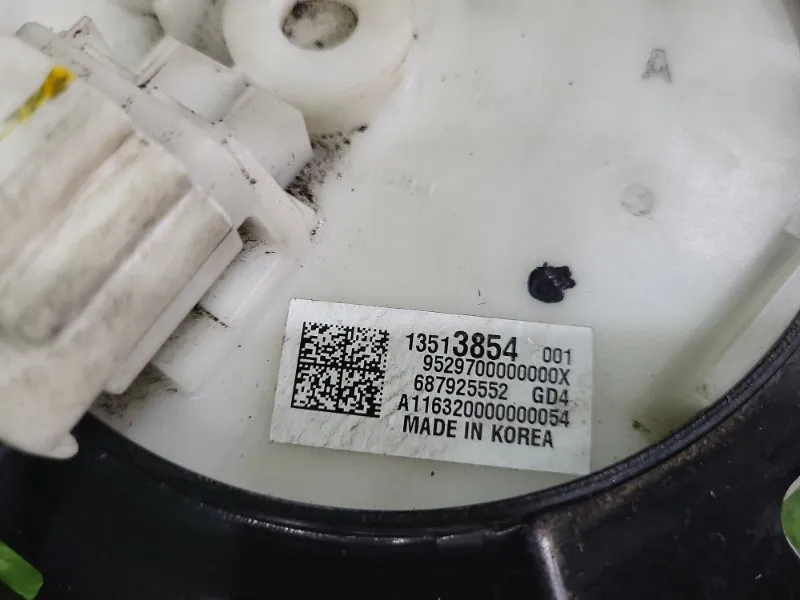 A
13513854 001
9529700000000X
687925552 GD4
A116320000000054
MADE IN KOREA